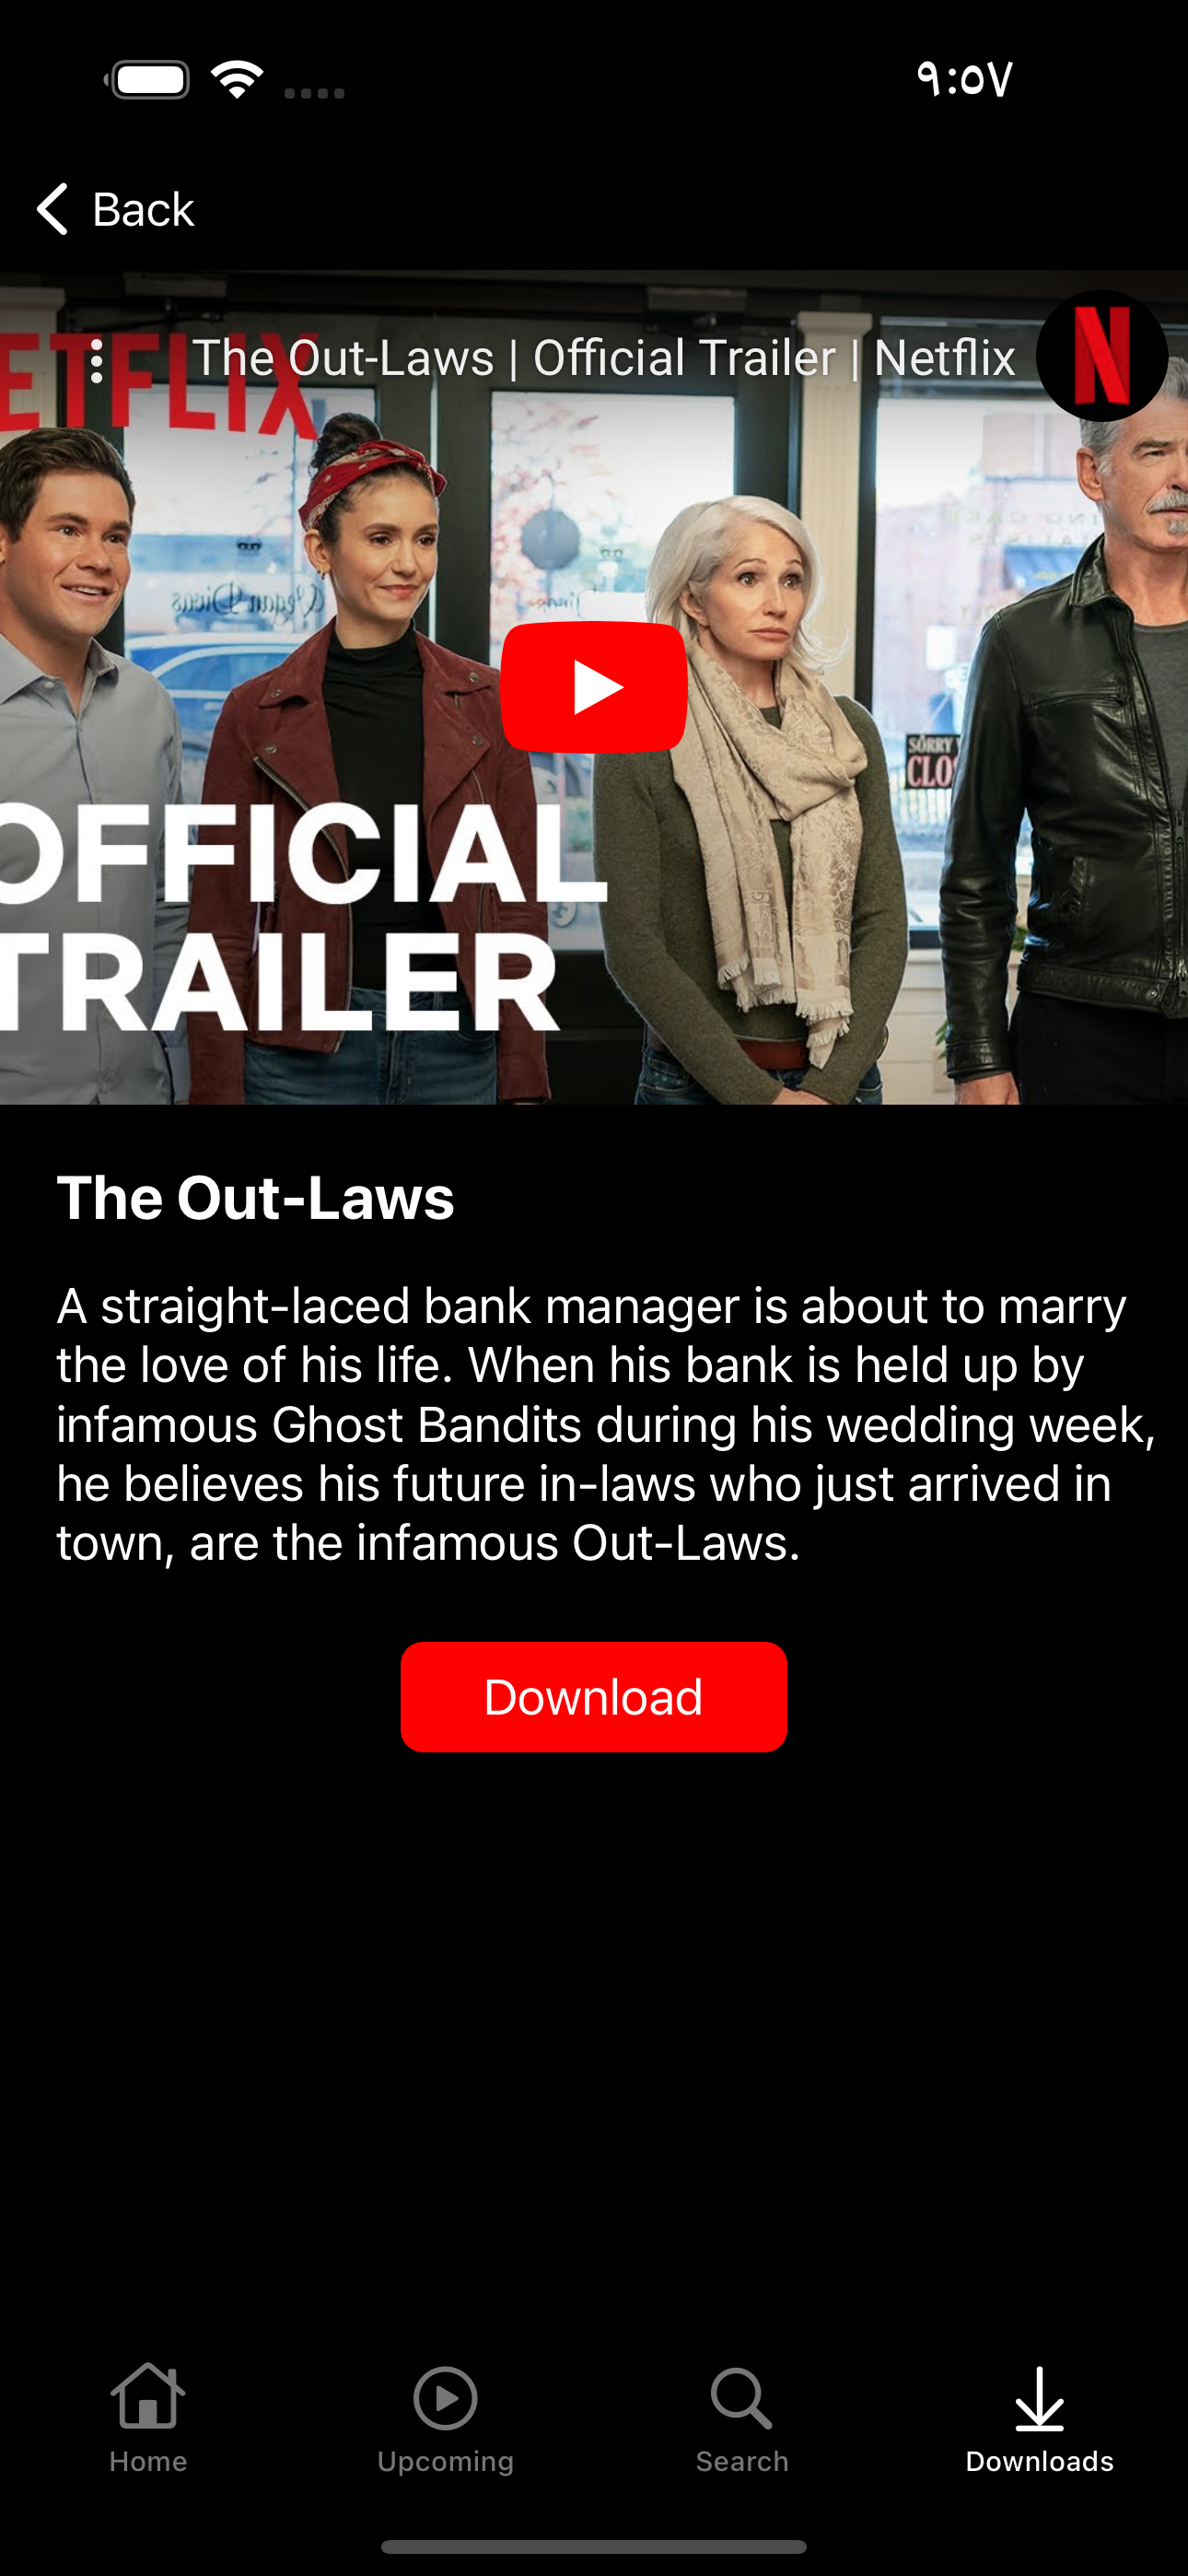 ٩:٥٧
Back
The Out-Laws | Official Trailer | Netflix
N
ETFLIX
SORRY
CLO
OFFICIAL
TRAILER
The Out-Laws
A straight-laced bank manager is about to marry
the love of his life. When his bank is held up by
infamous Ghost Bandits during his wedding week,
he believes his future in-laws who just arrived in
town, are the infamous Out-Laws.
Download
Home
Upcoming
Search
Downloads